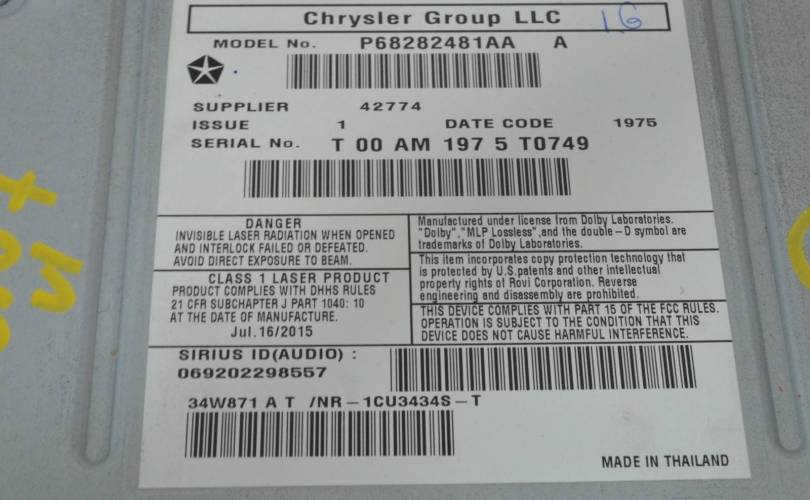 Chrysler Group LLC
1.6
MODEL No. P68282481AA A
SUPPLIER 42774
ISSUE 1 DATE CODE 1975
SERIAL No. T 00 AM 197 5 T0749
DANGER
INVISIBLE LASER RADIATION WHEN OPENED
AND INTERLOCK FAILED OR DEFEATED.
AVOID DIRECT EXPOSURE TO BEAM.
CLASS 1 LASER PRODUCT
PRODUCT COMPLIES WITH DHHS RULES
21 CFR SUBCHAPTER J PART 1040: 10
AT THE DATE OF MANUFACTURE.
Jul.16/2015
Manufactured under license from Dolby Laboratories.
"Dolby","MLP Lossless",and the double-D symbol are
trademarks of Dolby Laboratories.
This item incorporates copy protection technology that
is protected by U.S.patents and other intellectual
property rights of Rovi Corporation. Reverse
engineering and disassembly are prohibited.
THIS DEVICE COMPLIES WITH PART 15 OF THE FCC RULES.
OPERATION IS SUBJECT TO THE CONDITION THAT THIS
DEVICE DOES NOT CAUSE HARMFUL INTERFERENCE.
SIRIUS ID(AUDIO) :
069202298557
34W871 A T /NR-1CU3434S-T
MADE IN THAILAND